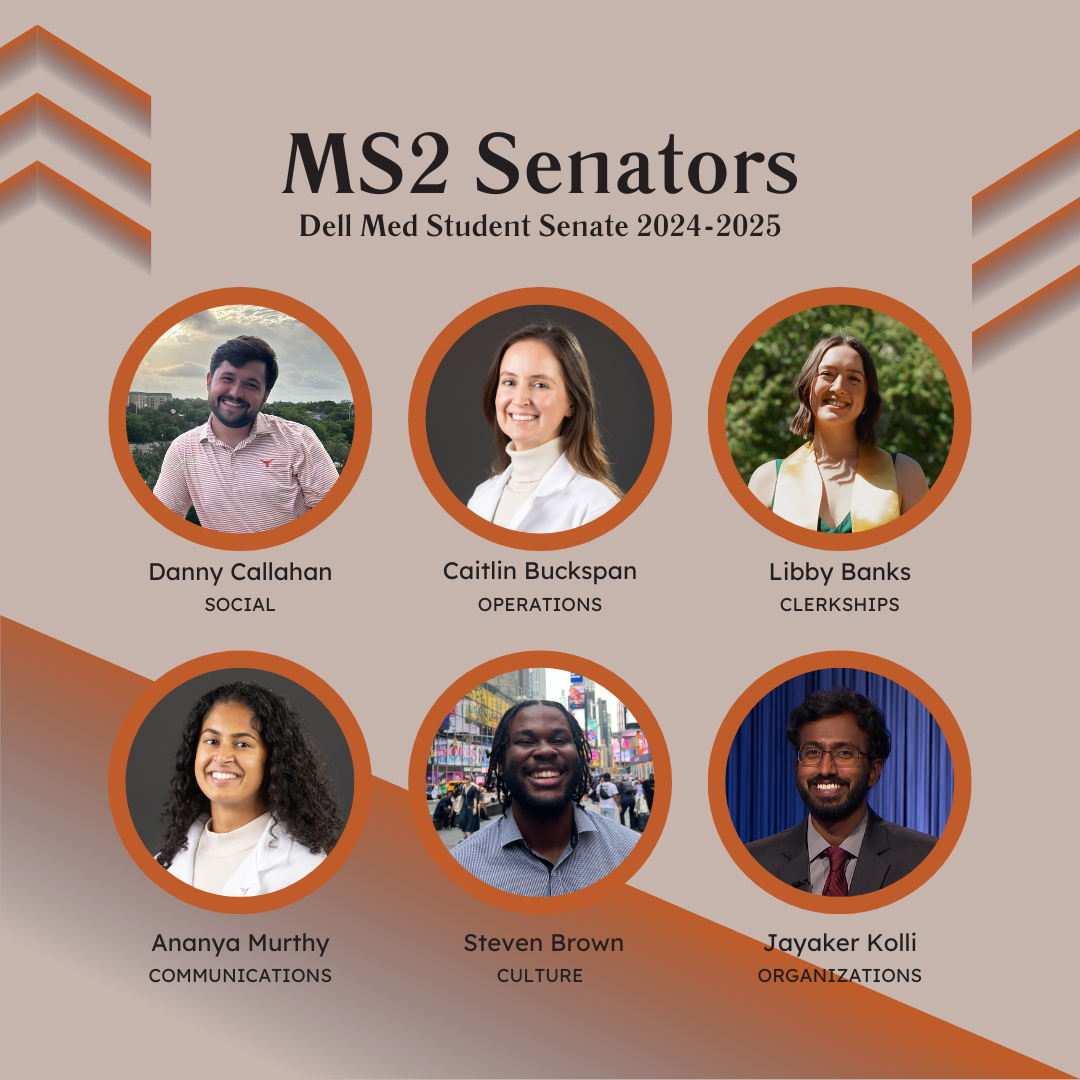 MS2 Senators
Dell Med Student Senate 2024-2025
Danny Callahan
SOCIAL
Caitlin Buckspan
OPERATIONS
Libby Banks
CLERKSHIPS
Ananya Murthy
COMMUNICATIONS
Steven Brown
CULTURE
Jayaker Kolli
ORGANIZATIONS